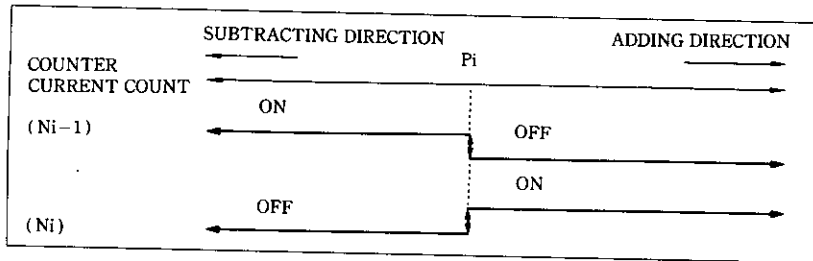 SUBTRACTING DIRECTION
ADDING DIRECTION
Pi
COUNTER
CURRENT COUNT
ON
(Ni−1)
OFF
ON
OFF
(Ni)